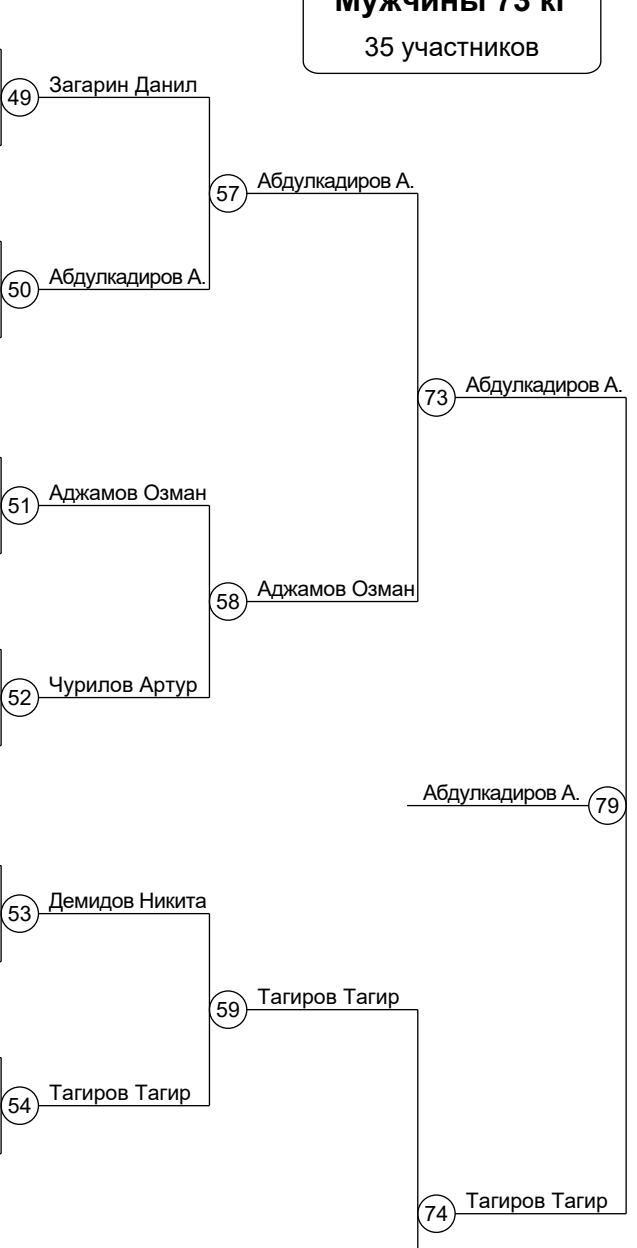 Мужчины 73 кг
35 участников
49 Загарин Данил
57 Абдулкадиров А.
50 Абдулкадиров А.
73 Абдулкадиров А.
51 Аджамов Озман
58 Аджамов Озман
52 Чурилов Артур
Абдулкадиров А. 79
53 Демидов Никита
59 Тагиров Тагир
54 Тагиров Тагир
74 Тагиров Тагир